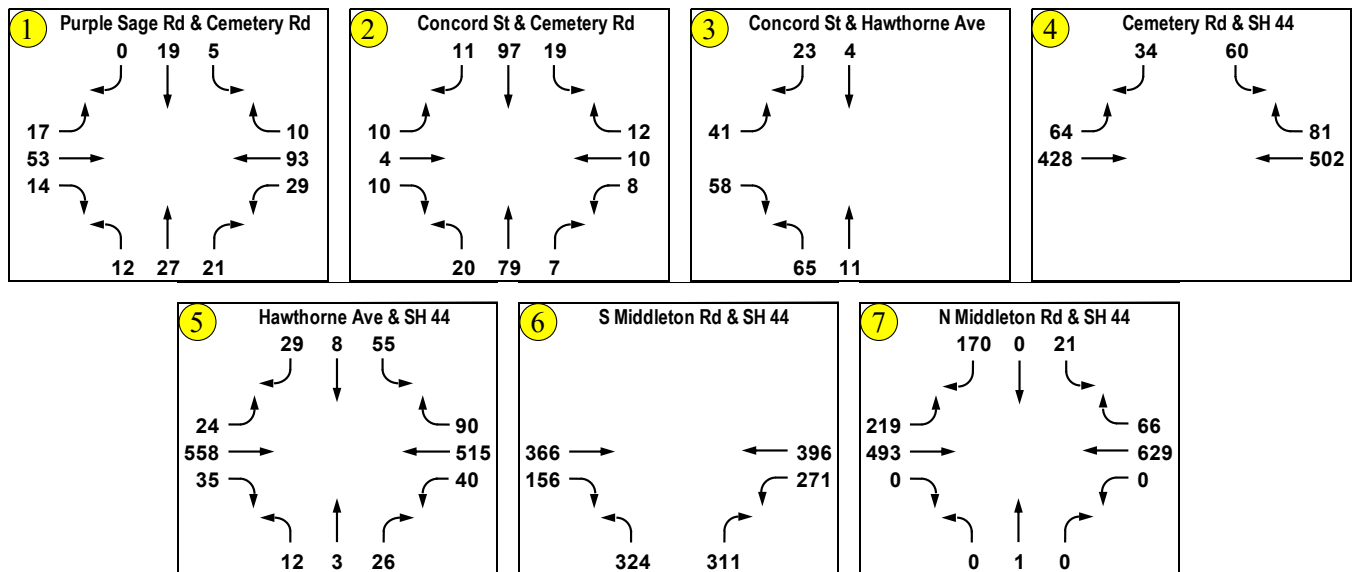 1 Purple Sage Rd & Cemetery Rd
0 19 5
17
53
14
10
93
29
12 27 21
2 Concord St & Cemetery Rd
11 97 19
10
4
10
12
10
8
20 79 7
3 Concord St & Hawthorne Ave
23 4
41
58
65 11
4 Cemetery Rd & SH 44
34 60
64
428
81
502
5 Hawthorne Ave & SH 44
29 8 55
24
558
35
90
515
40
12 3 26
6 S Middleton Rd & SH 44
366
156
396
271
324 311
7 N Middleton Rd & SH 44
170 0 21
219
493
0
66
629
0
0 1 0